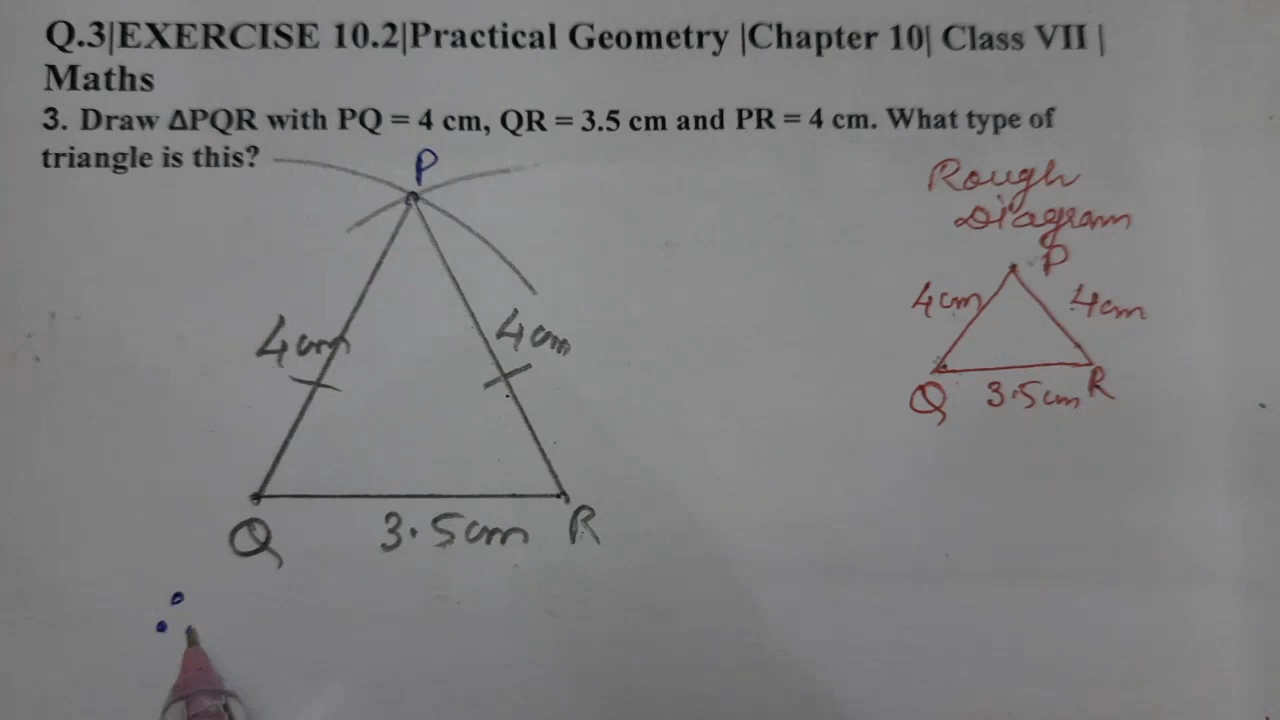 Q.3|EXERCISE 10.2|Practical Geometry |Chapter 10| Class VII |
Maths
3. Draw ΔPQR with PQ = 4 cm, QR = 3.5 cm and PR = 4 cm. What type of
triangle is this?
P
4cm
4cm
Q
3.5cm
R
∴
Rough
Diagram
P
4cm
4cm
Q
3.5cm
R